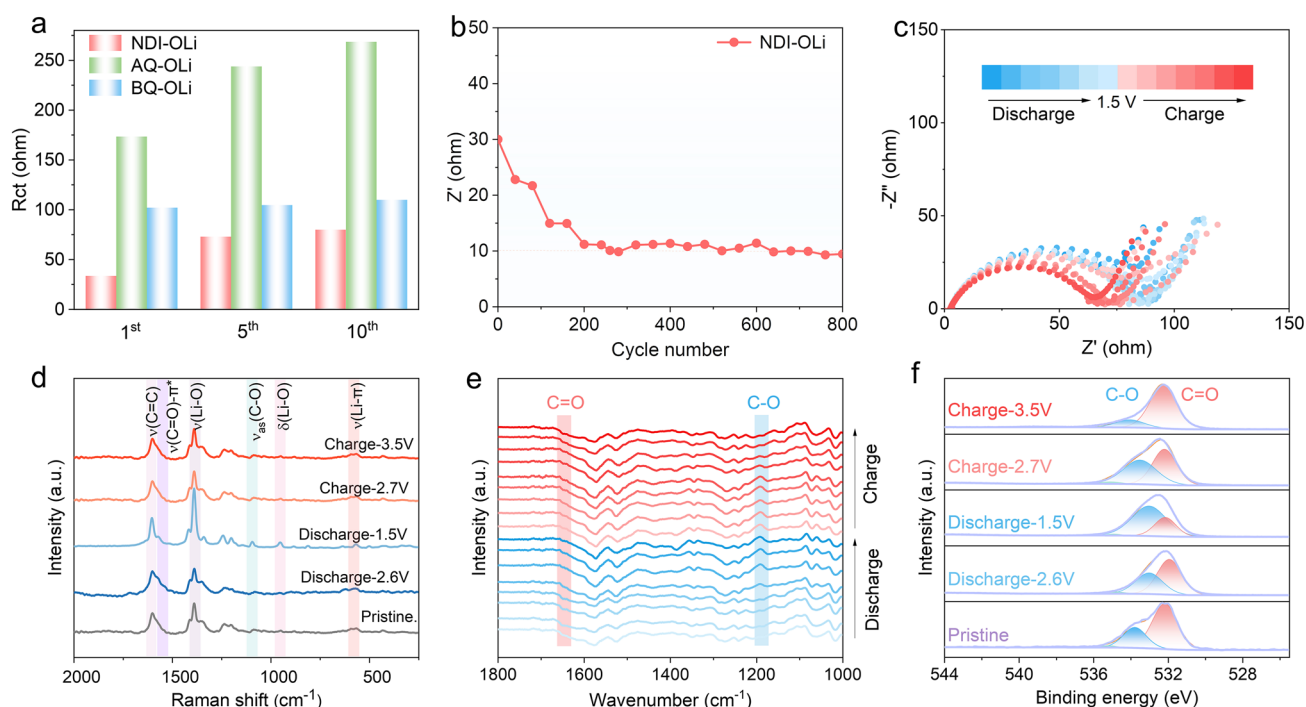 a
NDI-OLi
AQ-OLi
BQ-OLi
Rct (ohm)
250
200
150
100
50
0
1st
5th
10th
b
NDI-OLi
Z' (ohm)
50
40
30
20
10
0
0
200
400
600
800
Cycle number
c
Discharge
1.5 V
Charge
-Z" (ohm)
150
100
50
0
50
100
150
Z' (ohm)
d
ν(C=C)
ν(C=O)-π*
ν(Li-O)
νas(C-O)
δ(Li-O)
ν(Li-π)
Charge-3.5V
Charge-2.7V
Discharge-1.5V
Discharge-2.6V
Pristine.
Intensity (a.u.)
2000
1500
1000
500
Raman shift (cm-1)
e
C=O
C-O
Charge
Discharge
Intensity (a.u.)
1800
1600
1400
1200
1000
Wavenumber (cm-1)
f
C-O
C=O
Charge-3.5V
Charge-2.7V
Discharge-1.5V
Discharge-2.6V
Pristine
Intensity (a.u.)
544
540
536
532
528
Binding energy (eV)